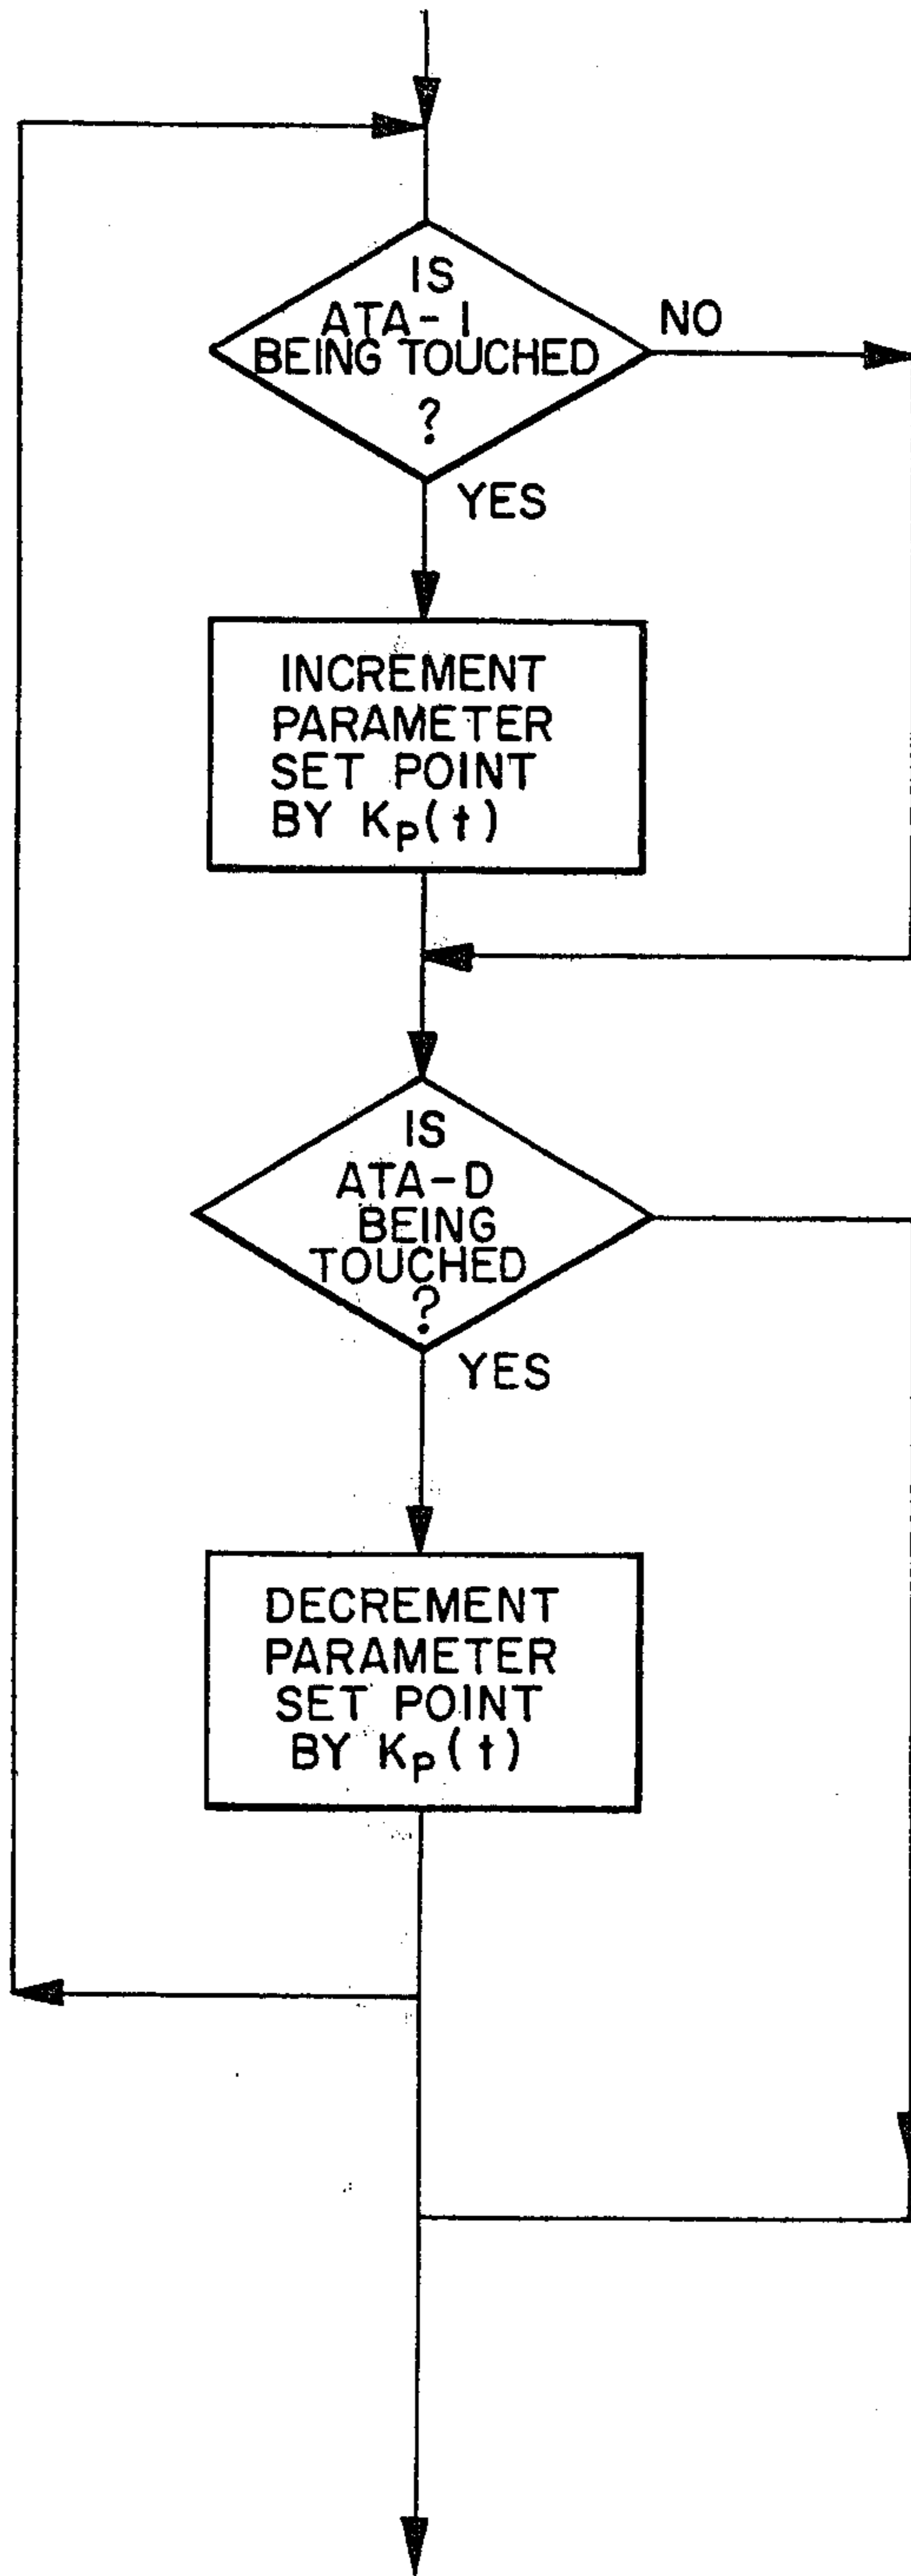 IS
ATA-I
BEING TOUCHED
?
NO
YES
INCREMENT
PARAMETER
SET POINT
BY Kp(t)
IS
ATA-D
BEING
TOUCHED
?
YES
DECREMENT
PARAMETER
SET POINT
BY Kp(t)